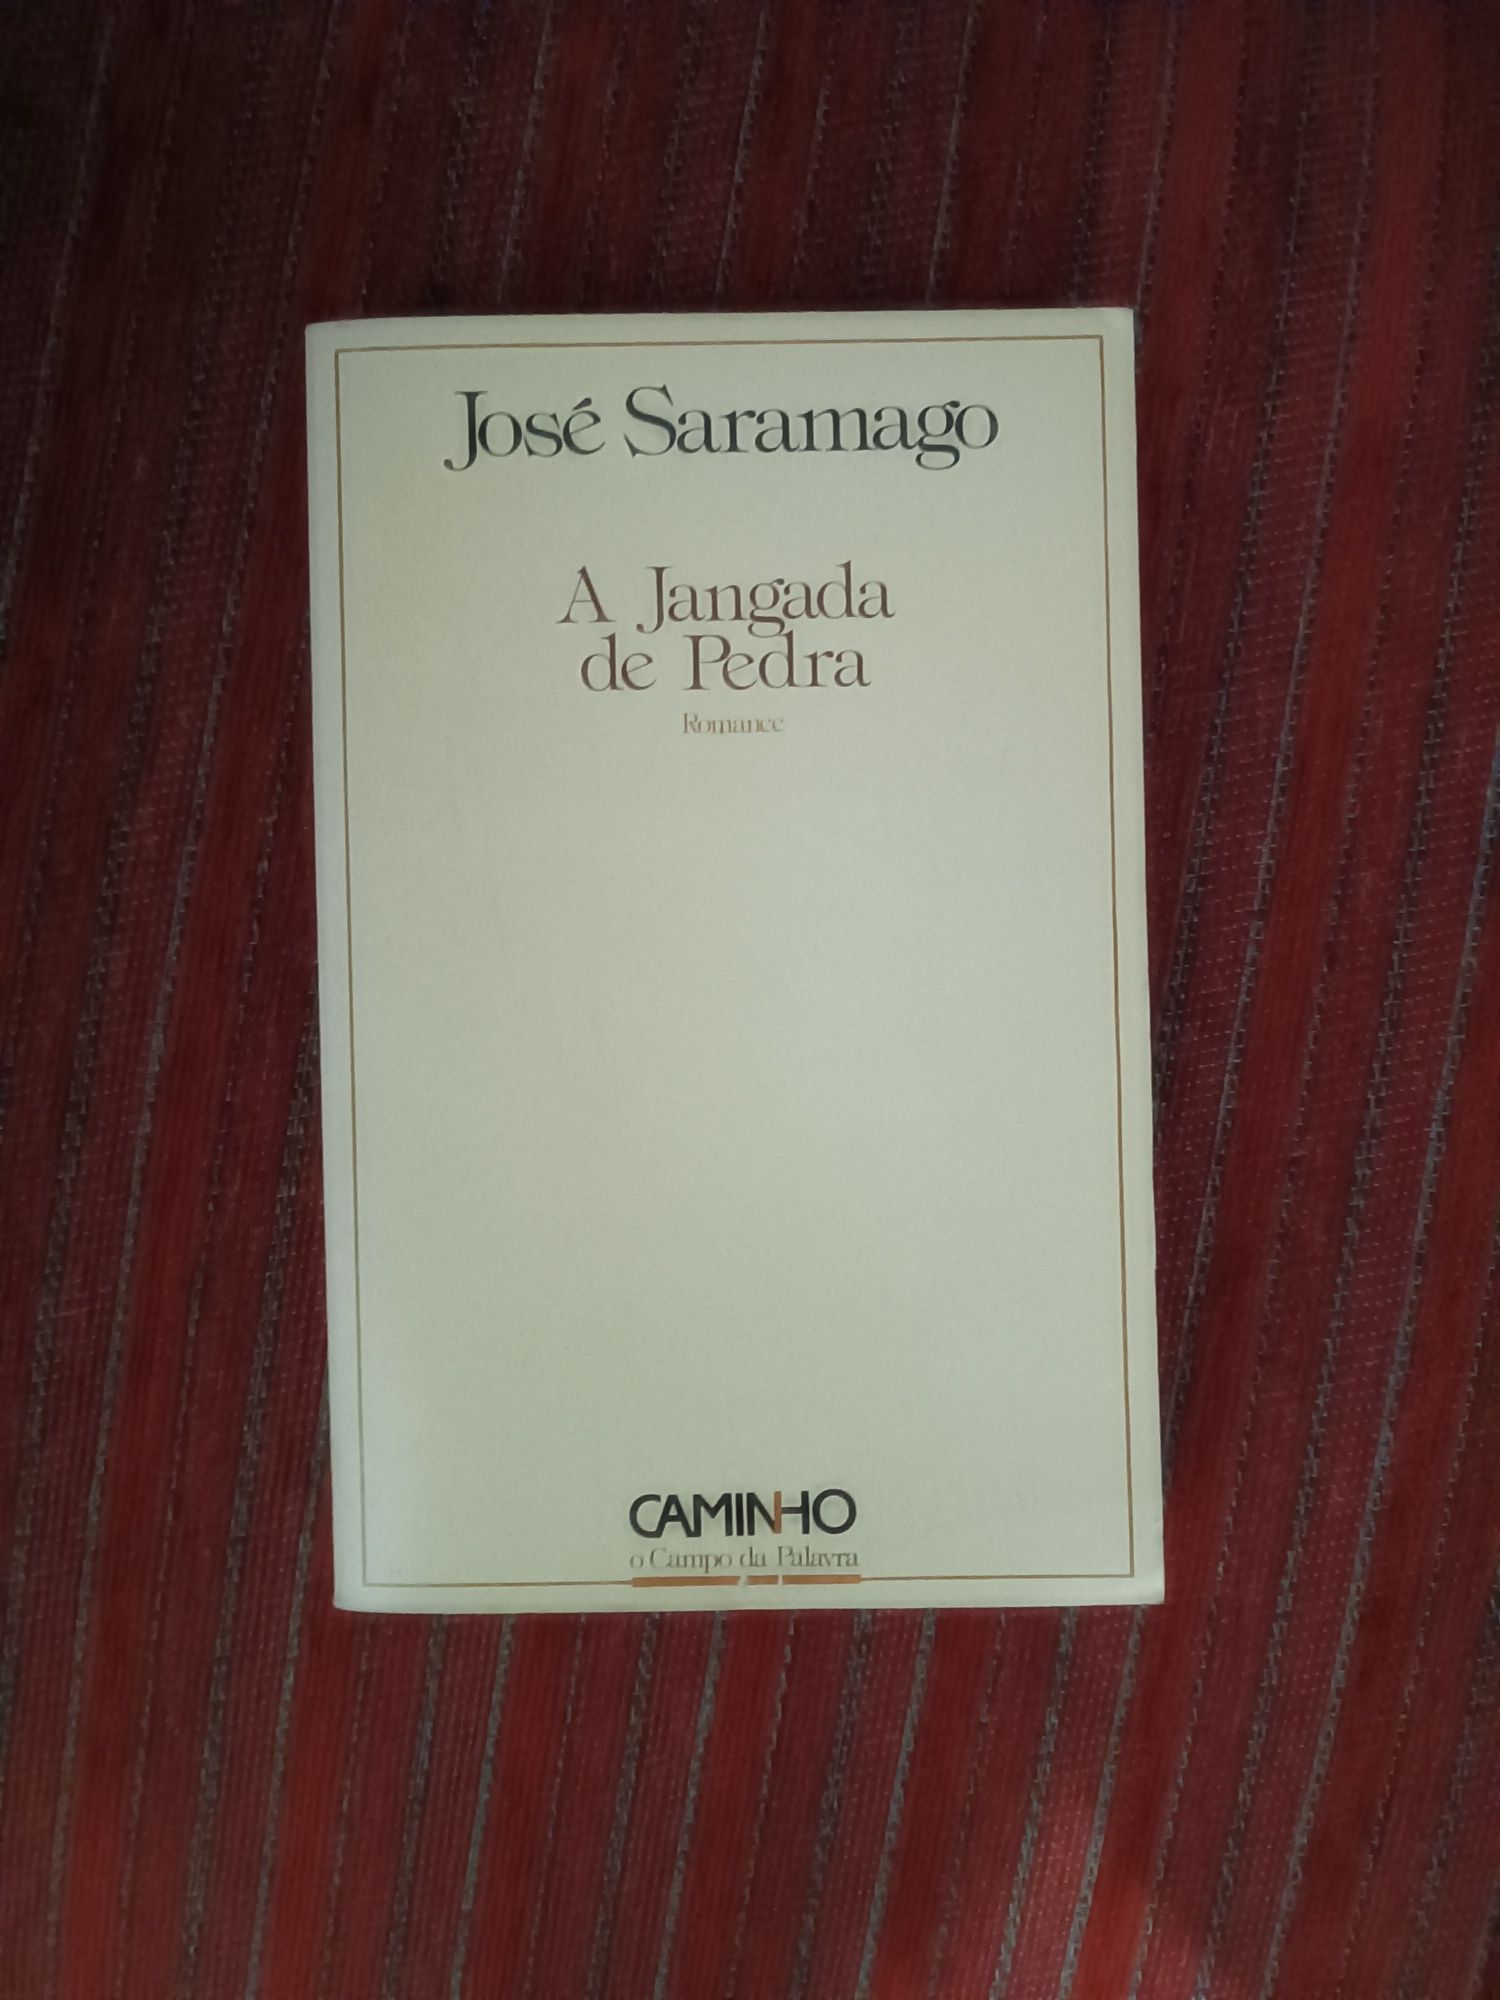 José Saramago
A Jangada
de Pedra
Romance
CAMINHO
o Campo da Palavra